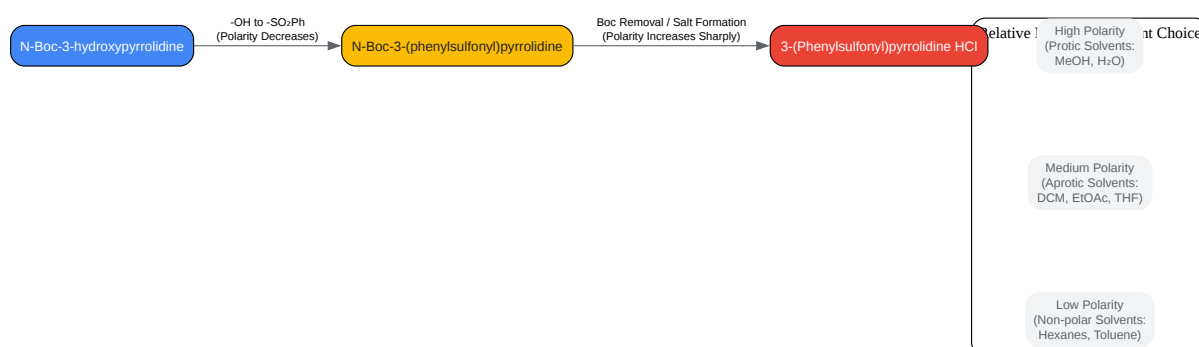 N-Boc-3-hydroxypyrrolidine
-OH to -SO₂Ph
(Polarity Decreases)
N-Boc-3-(phenylsulfonyl)pyrrolidine
Boc Removal / Salt Formation
(Polarity Increases Sharply)
3-(Phenylsulfonyl)pyrrolidine HCl
Relative
Choice
High Polarity
(Protic Solvents:
MeOH, H₂O)
Medium Polarity
(Aprotic Solvents:
DCM, EtOAc, THF)
Low Polarity
(Non-polar Solvents:
Hexanes, Toluene)